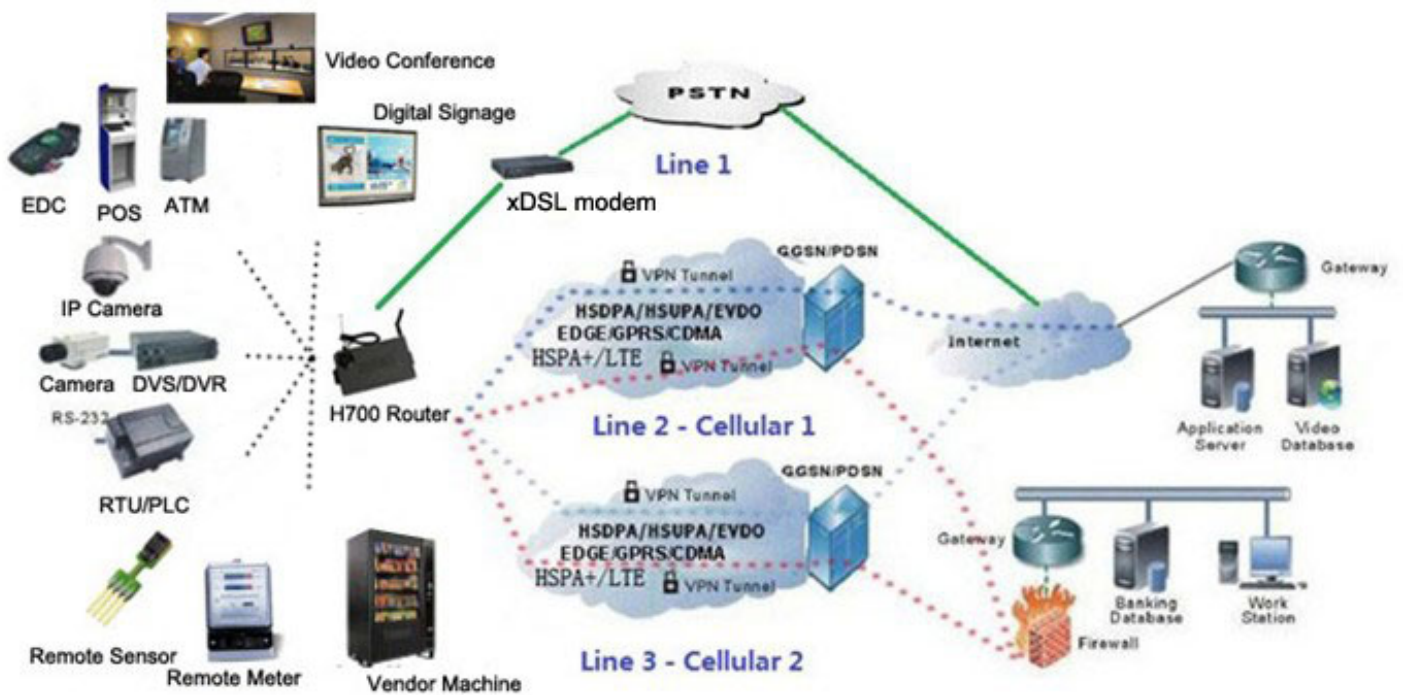 Video Conference
PSTN
Digital Signage
Line 1
xDSL modem
EDC
POS
ATM
GGSN/PDSN
VPN Tunnel
Gateway
IP Camera
HSDPA/HSUPA/EVDO
EDGE/GPRS/CDMA
HSPA+/LTE
VPN Tunnel
Internet
Camera
DVS/DVR
RS-232
H700 Router
Line 2 - Cellular 1
Application
Server
Video
Database
GGSN/PDSN
VPN Tunnel
RTU/PLC
HSDPA/HSUPA/EVDO
EDGE/GPRS/CDMA
HSPA+/LTE
VPN Tunnel
Gateway
Banking
Database
Work
Station
Firewall
Remote Sensor
Remote Meter
Vendor Machine
Line 3 - Cellular 2